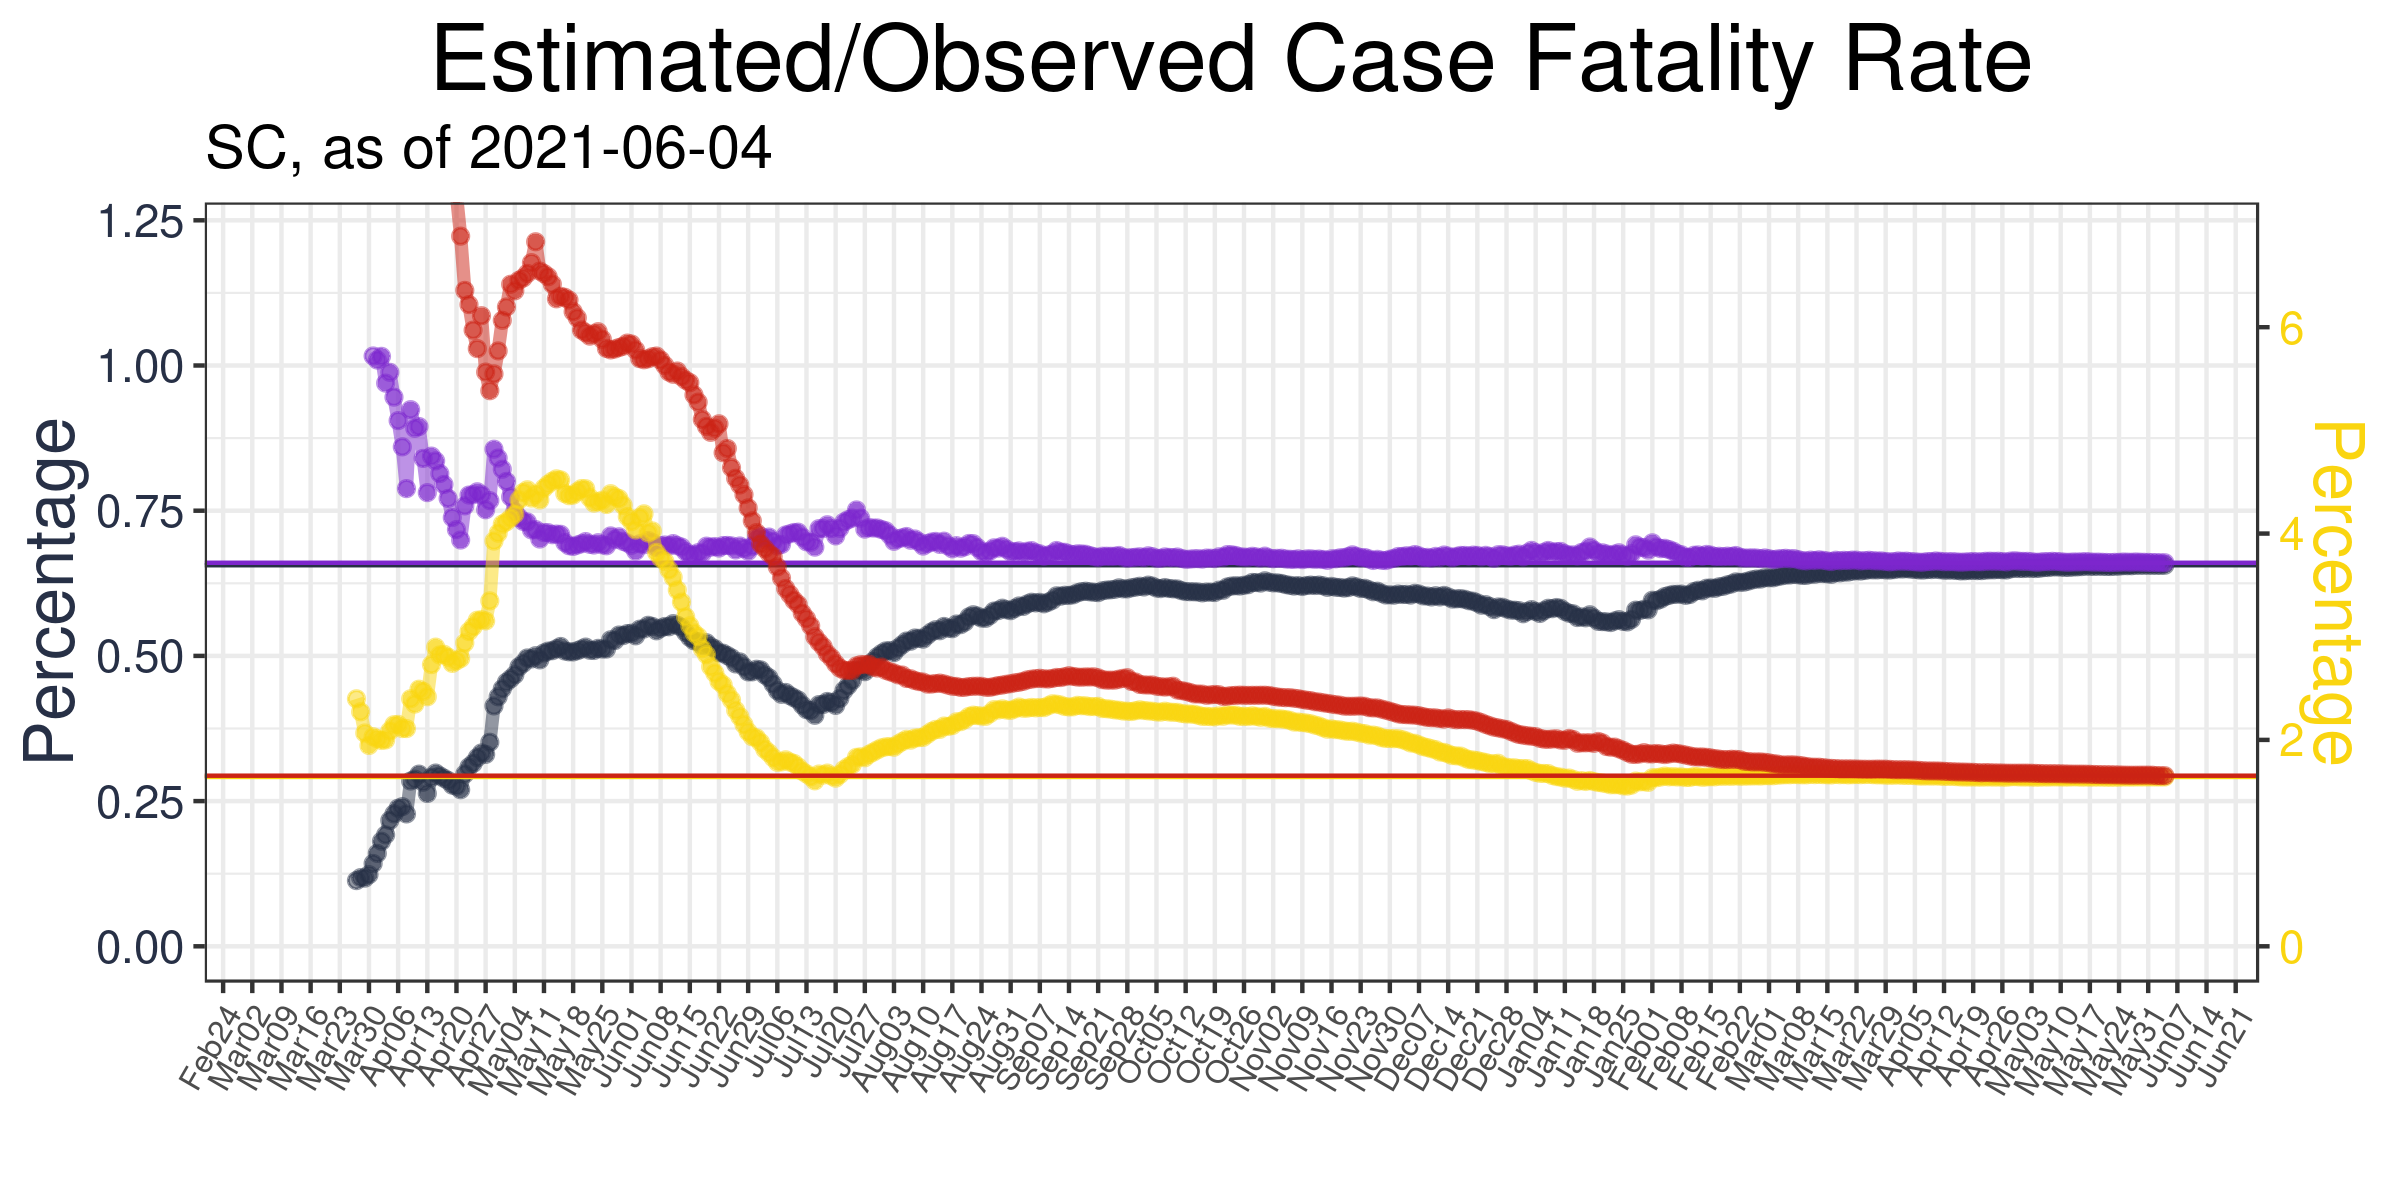 Estimated/Observed Case Fatality Rate
SC, as of 2021-06-04
Percentage
1.25
1.00
0.75
0.50
0.25
0.00
6
4
2
0
Percentage
Feb24
Mar02
Mar09
Mar16
Mar23
Mar30
Apr06
Apr13
Apr20
Apr27
May04
May11
May18
May25
Jun01
Jun08
Jun15
Jun22
Jun29
Jul06
Jul13
Jul20
Jul27
Aug03
Aug10
Aug17
Aug24
Aug31
Sep07
Sep14
Sep21
Sep28
Oct05
Oct12
Oct19
Oct26
Nov02
Nov09
Nov16
Nov23
Nov30
Dec07
Dec14
Dec21
Dec28
Jan04
Jan11
Jan18
Jan25
Feb01
Feb08
Feb15
Feb22
Mar01
Mar08
Mar15
Mar22
Mar29
Apr05
Apr12
Apr19
Apr26
May03
May10
May17
May24
May31
Jun07
Jun14
Jun21